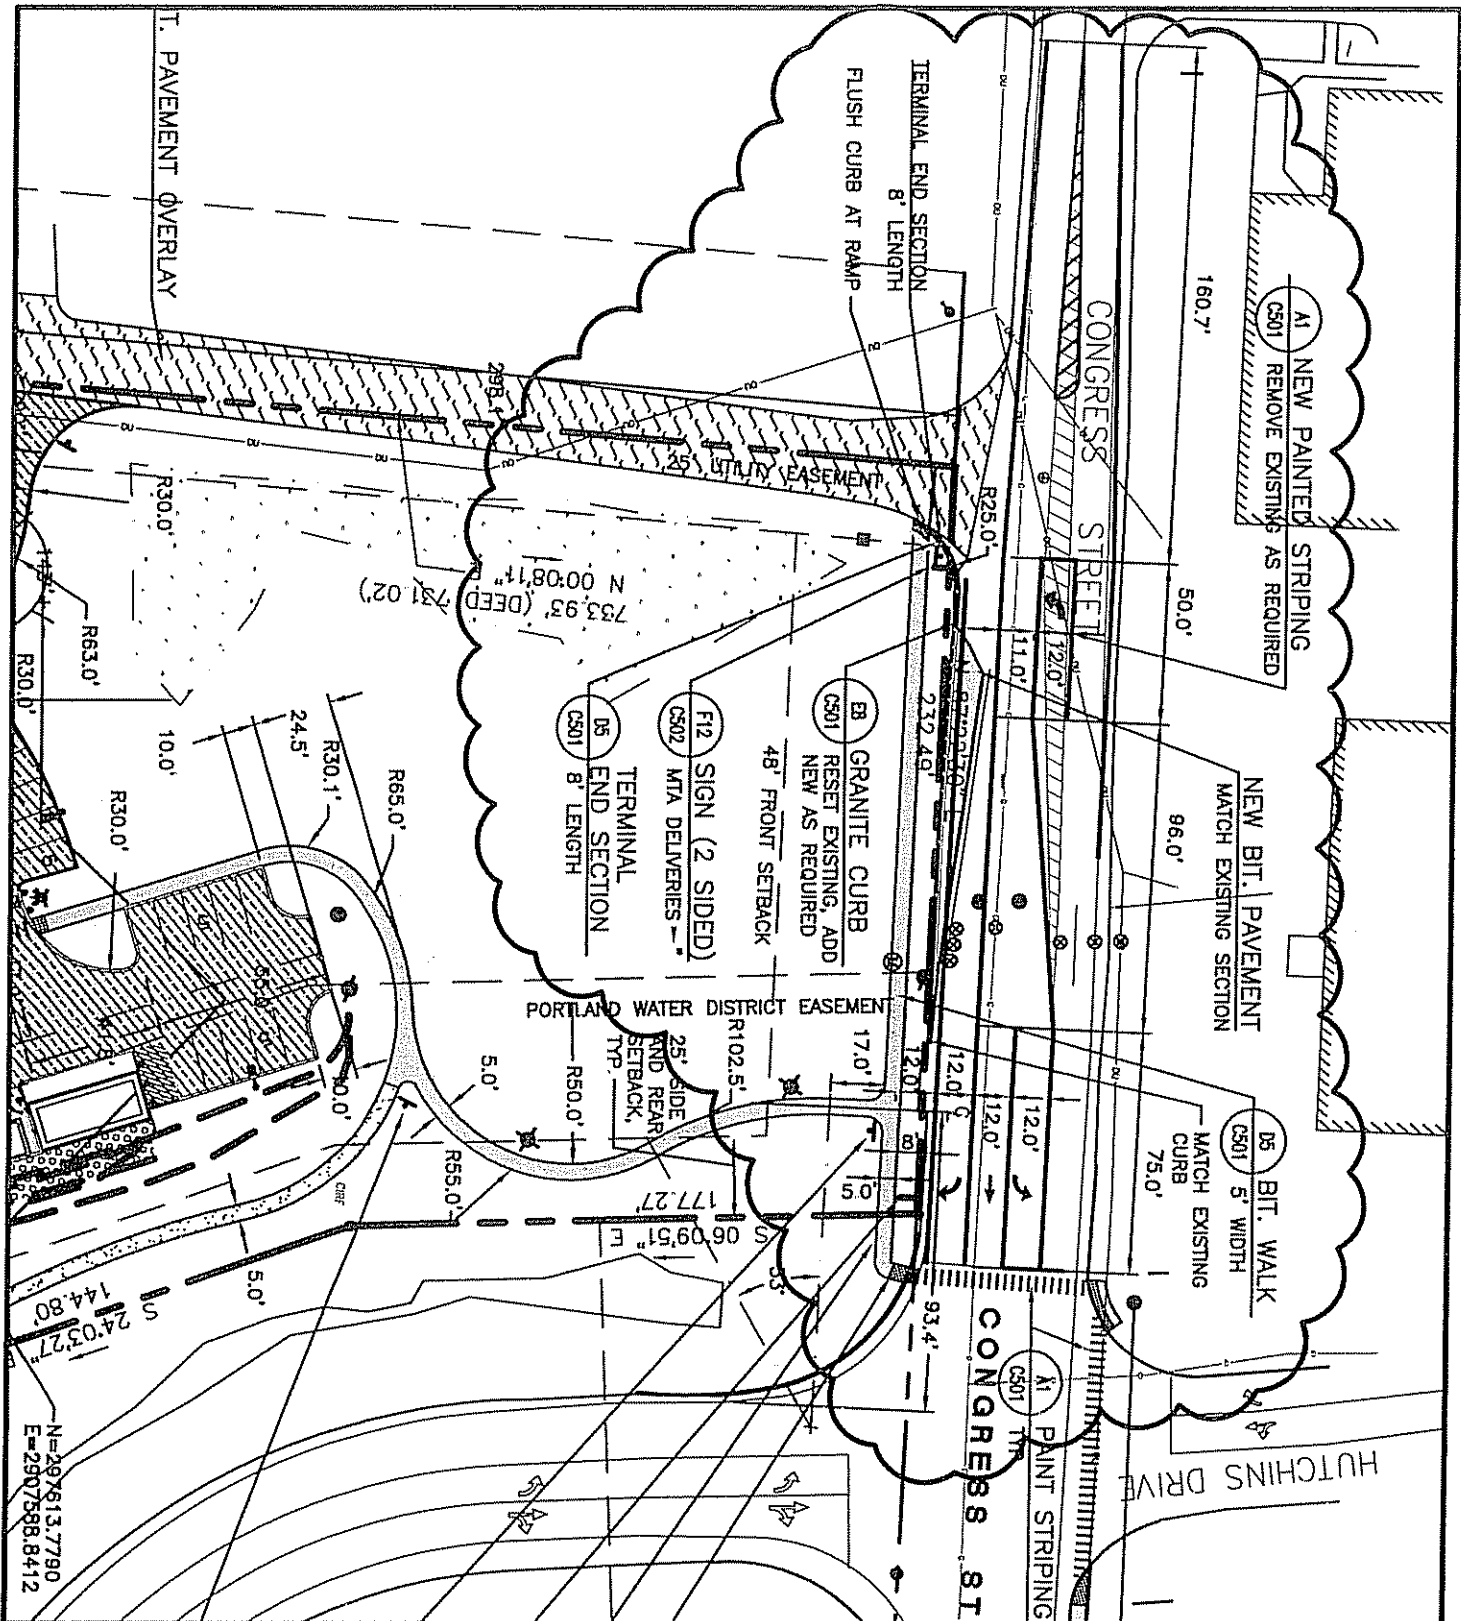 T. PAVEMENT OVERLAY
TERMINAL END SECTION
8' LENGTH
FLUSH CURB AT RAMP
160.7'
A1
C501
NEW PAINTED STRIPING
REMOVE EXISTING AS REQUIRED
CONGRESS STREET
50.0'
96.0'
75.0'
NEW BIT. PAVEMENT
MATCH EXISTING SECTION
D5
C501
BIT. WALK
5' WIDTH
MATCH EXISTING
CURB
25' UTILITY EASEMENT
R25.0'
11.0'
12.0'
232.49'
E8
C501
GRANITE CURB
RESET EXISTING, ADD
NEW AS REQUIRED
48' FRONT SETBACK
F12
C502
SIGN (2 SIDED)
MTA DELIVERIES
D5
C501
TERMINAL
END SECTION
8' LENGTH
733.93' (DEED 731.02')
N 00°08'11"
R30.0'
R63.0'
R30.0'
10.0'
24.5'
R30.1'
R65.0'
R30.0'
PORTLAND WATER DISTRICT EASEMENT
17.0'
12.0'
12.0'
12.0'
12.0'
R102.5'
25' SIDE
AND REAR
SETBACK,
TYP.
R50.0'
5.0'
10.0'
R55.0'
CIRF
5.0'
8'
5.0'
177.27'
S 06°09'51" E
33'
93.4'
S 24°03'27"
144.80'
N=297613.7790
E=2907588.8412
CONGRESS ST
A1
C501
PAINT STRIPING
TYP.
HUTCHINS DRIVE